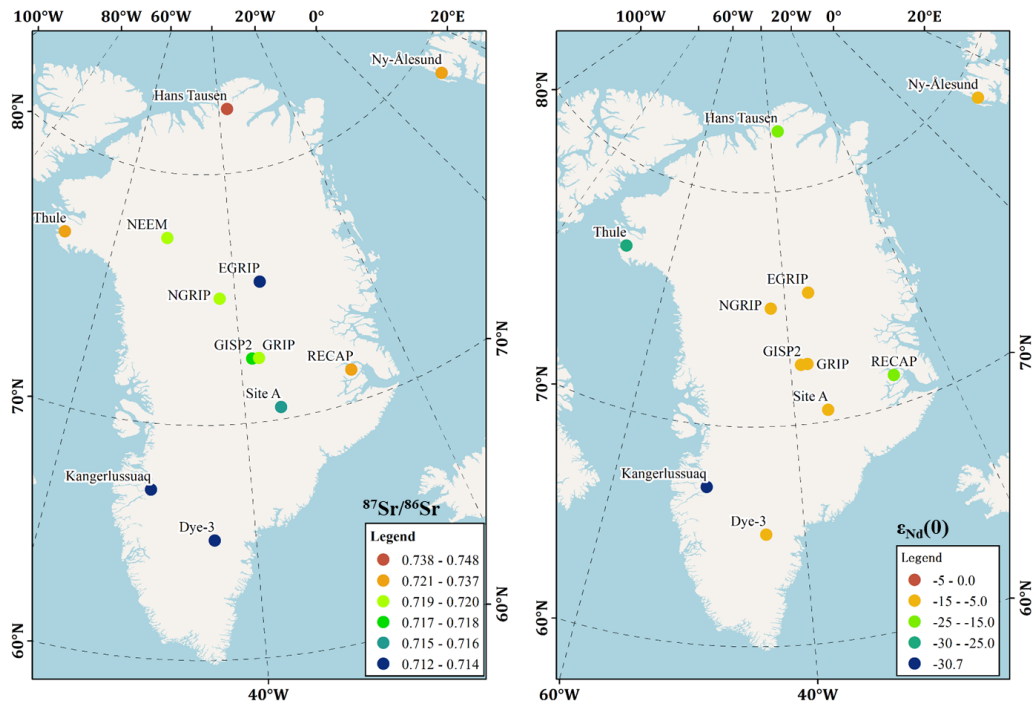 100°W 80°W 60°W 40°W 20°W 0° 20°E
Ny-Ålesund
Hans Tausen
80°N
Thule
NEEM
EGRIP
NGRIP
GISP2 GRIP
RECAP
Site A
70°N
70°N
Kangerlussuaq
Dye-3
60°N
60°N
40°W
⁸⁷Sr/⁸⁶Sr
Legend
0.738 - 0.748
0.721 - 0.737
0.719 - 0.720
0.717 - 0.718
0.715 - 0.716
0.712 - 0.714
100°W 80°W 60°W 40°W 20°W 0° 20°E
Ny-Ålesund
80°N
Hans Tausen
Thule
EGRIP
NGRIP
GISP2
GRIP
RECAP
Site A
70°N
70°N
Kangerlussuaq
Dye-3
60°N
60°N
60°W 40°W
εNd(0)
Legend
-5 - 0.0
-15 - -5.0
-25 - -15.0
-30 - -25.0
-30.7